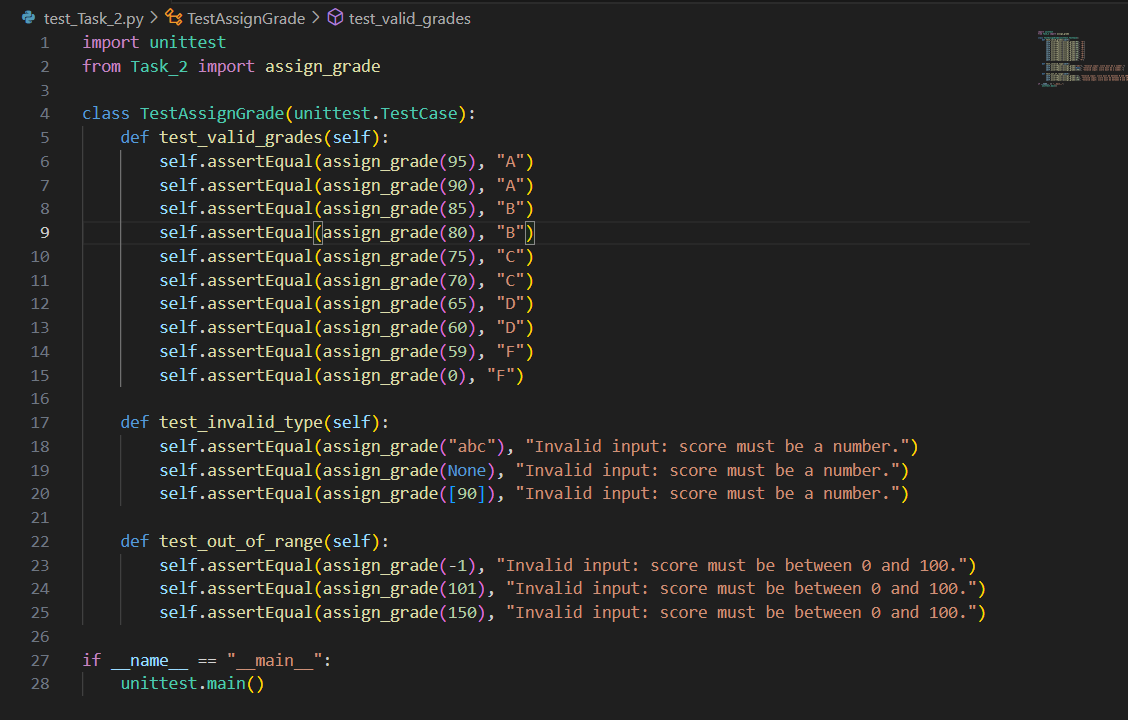 test_Task_2.py > TestAssignGrade > test_valid_grades
1 import unittest
2 from Task_2 import assign_grade
3
4 class TestAssignGrade(unittest.TestCase):
5     def test_valid_grades(self):
6         self.assertEqual(assign_grade(95), "A")
7         self.assertEqual(assign_grade(90), "A")
8         self.assertEqual(assign_grade(85), "B")
9         self.assertEqual(assign_grade(80), "B")
10         self.assertEqual(assign_grade(75), "C")
11         self.assertEqual(assign_grade(70), "C")
12         self.assertEqual(assign_grade(65), "D")
13         self.assertEqual(assign_grade(60), "D")
14         self.assertEqual(assign_grade(59), "F")
15         self.assertEqual(assign_grade(0), "F")
16
17     def test_invalid_type(self):
18         self.assertEqual(assign_grade("abc"), "Invalid input: score must be a number.")
19         self.assertEqual(assign_grade(None), "Invalid input: score must be a number.")
20         self.assertEqual(assign_grade([90]), "Invalid input: score must be a number.")
21
22     def test_out_of_range(self):
23         self.assertEqual(assign_grade(-1), "Invalid input: score must be between 0 and 100.")
24         self.assertEqual(assign_grade(101), "Invalid input: score must be between 0 and 100.")
25         self.assertEqual(assign_grade(150), "Invalid input: score must be between 0 and 100.")
26
27 if __name__ == "__main__":
28     unittest.main()